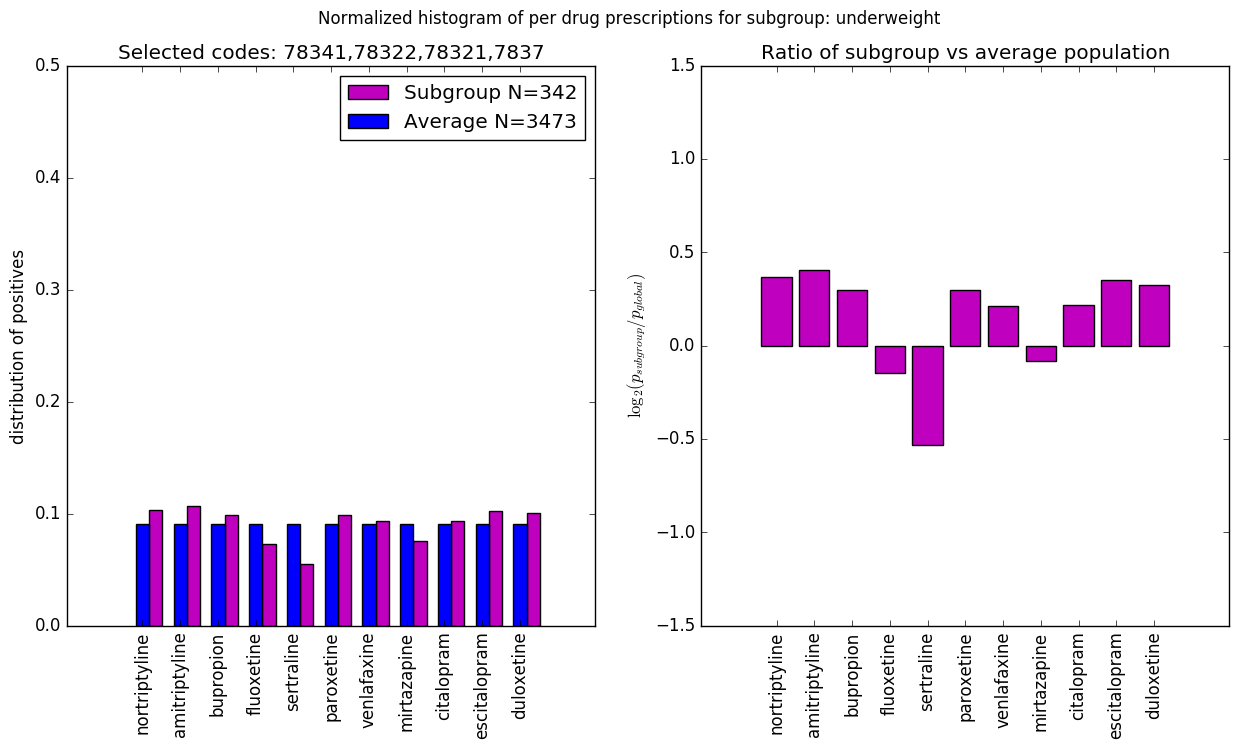 Normalized histogram of per drug prescriptions for subgroup: underweight
Selected codes: 78341,78322,78321,7837
0.5
0.4
0.3
0.2
0.1
0.0
distribution of positives
Subgroup N=342
Average N=3473
nortriptyline
amitriptyline
bupropion
fluoxetine
sertraline
paroxetine
venlafaxine
mirtazapine
citalopram
escitalopram
duloxetine
Ratio of subgroup vs average population
1.5
1.0
0.5
0.0
−0.5
−1.0
−1.5
log₂(p_subgroup/p_global)
nortriptyline
amitriptyline
bupropion
fluoxetine
sertraline
paroxetine
venlafaxine
mirtazapine
citalopram
escitalopram
duloxetine